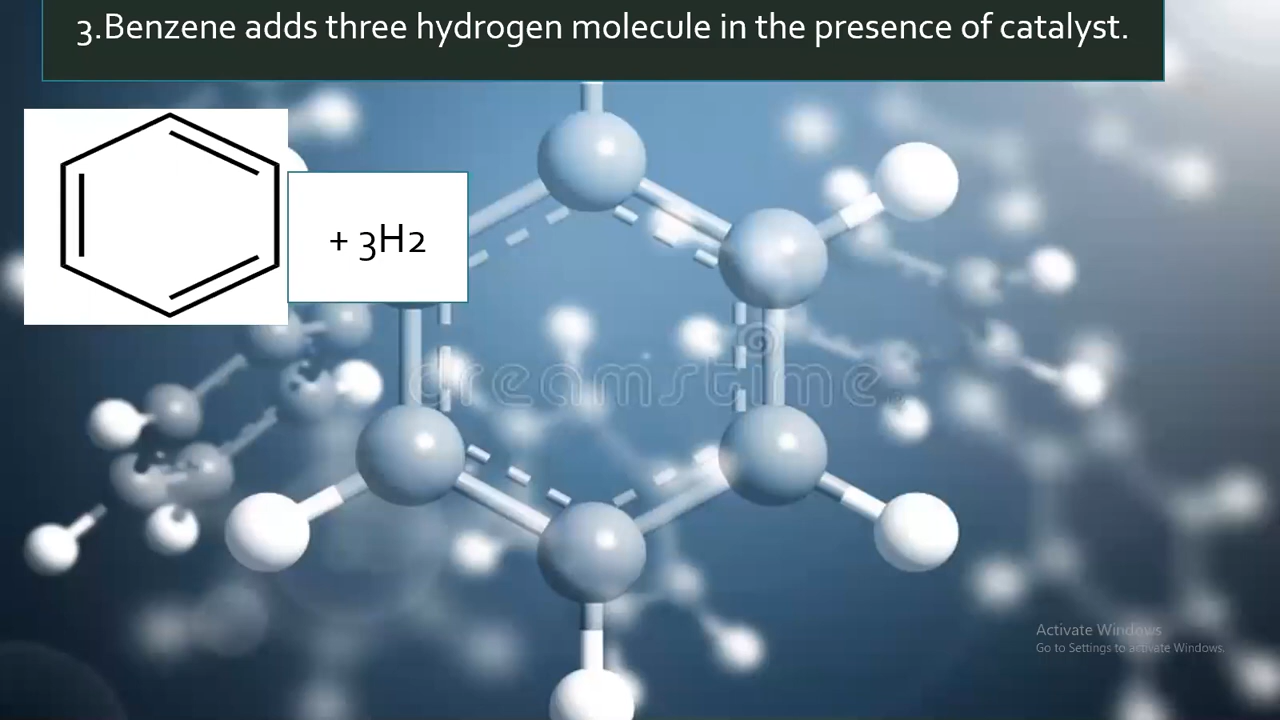 3.Benzene adds three hydrogen molecule in the presence of catalyst.
+ 3H2
dreamstime.
Activate Windows
Go to Settings to activate Windows.